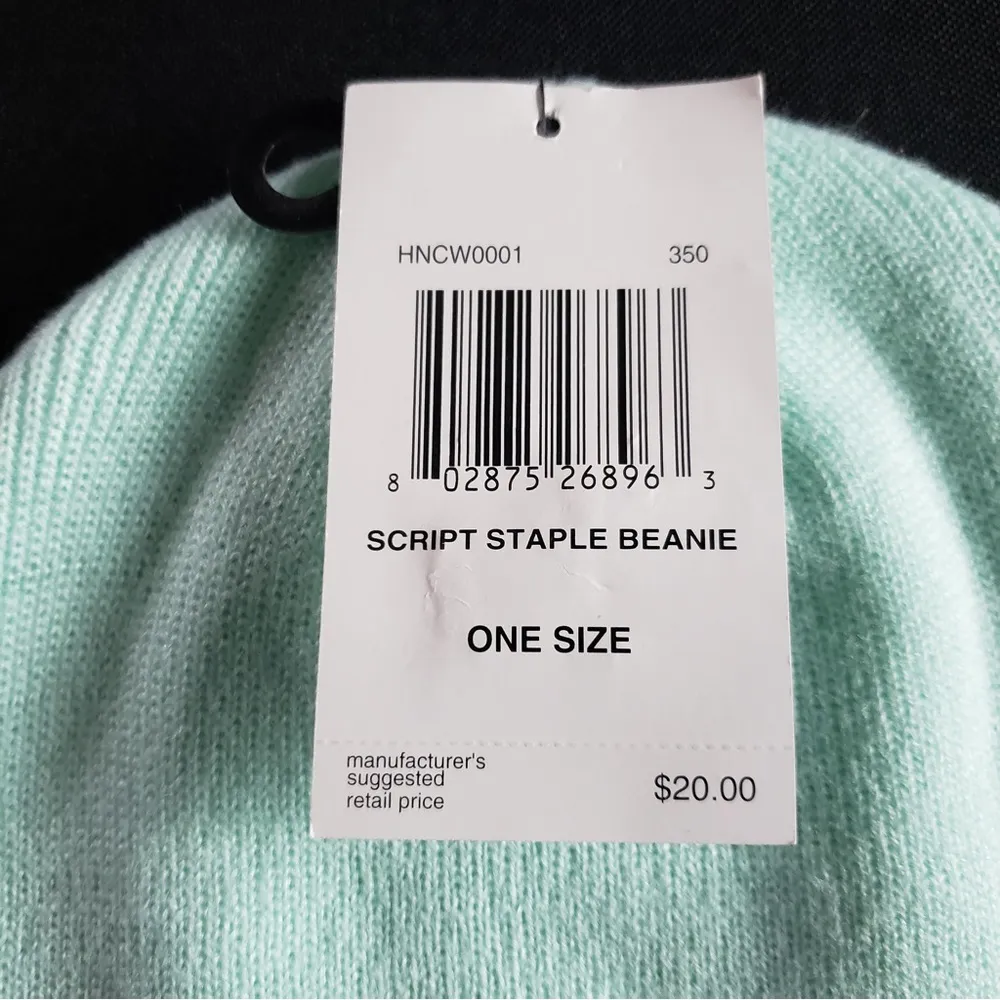 HNCW0001 350
8 02875 26896 3
SCRIPT STAPLE BEANIE
ONE SIZE
manufacturer's
suggested
retail price $20.00